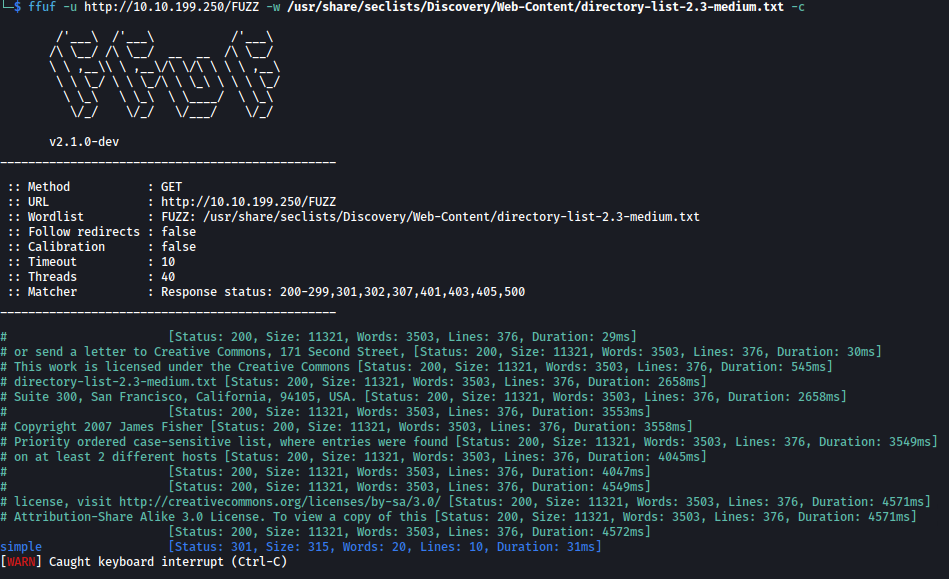 └─$ ffuf -u http://10.10.199.250/FUZZ -w /usr/share/seclists/Discovery/Web-Content/directory-list-2.3-medium.txt -c
        /'___\  /'___\           /'___\
       /\ \__/ /\ \__/  __  __  /\ \__/
       \ \ ,__\\ \ ,__\/\ \/\ \ \ \ ,__\
        \ \ \_/ \ \ \_/\ \ \_\ \ \ \ \_/
         \ \_\   \ \_\  \ \____/  \ \_\
          \/_/    \/_/   \/___/    \/_/
       v2.1.0-dev
________________________________________________
 :: Method           : GET
 :: URL              : http://10.10.199.250/FUZZ
 :: Wordlist         : FUZZ: /usr/share/seclists/Discovery/Web-Content/directory-list-2.3-medium.txt
 :: Follow redirects : false
 :: Calibration      : false
 :: Timeout          : 10
 :: Threads          : 40
 :: Matcher          : Response status: 200-299,301,302,307,401,403,405,500
________________________________________________
#                       [Status: 200, Size: 11321, Words: 3503, Lines: 376, Duration: 29ms]
# or send a letter to Creative Commons, 171 Second Street, [Status: 200, Size: 11321, Words: 3503, Lines: 376, Duration: 30ms]
# This work is licensed under the Creative Commons [Status: 200, Size: 11321, Words: 3503, Lines: 376, Duration: 545ms]
# directory-list-2.3-medium.txt [Status: 200, Size: 11321, Words: 3503, Lines: 376, Duration: 2658ms]
# Suite 300, San Francisco, California, 94105, USA. [Status: 200, Size: 11321, Words: 3503, Lines: 376, Duration: 2658ms]
#                       [Status: 200, Size: 11321, Words: 3503, Lines: 376, Duration: 3553ms]
# Copyright 2007 James Fisher [Status: 200, Size: 11321, Words: 3503, Lines: 376, Duration: 3558ms]
# Priority ordered case-sensitive list, where entries were found [Status: 200, Size: 11321, Words: 3503, Lines: 376, Duration: 3549ms]
# on at least 2 different hosts [Status: 200, Size: 11321, Words: 3503, Lines: 376, Duration: 4045ms]
#                       [Status: 200, Size: 11321, Words: 3503, Lines: 376, Duration: 4047ms]
#                       [Status: 200, Size: 11321, Words: 3503, Lines: 376, Duration: 4549ms]
# license, visit http://creativecommons.org/licenses/by-sa/3.0/ [Status: 200, Size: 11321, Words: 3503, Lines: 376, Duration: 4571ms]
# Attribution-Share Alike 3.0 License. To view a copy of this [Status: 200, Size: 11321, Words: 3503, Lines: 376, Duration: 4571ms]
                        [Status: 200, Size: 11321, Words: 3503, Lines: 376, Duration: 4572ms]
simple                  [Status: 301, Size: 315, Words: 20, Lines: 10, Duration: 31ms]
[WARN] Caught keyboard interrupt (Ctrl-C)